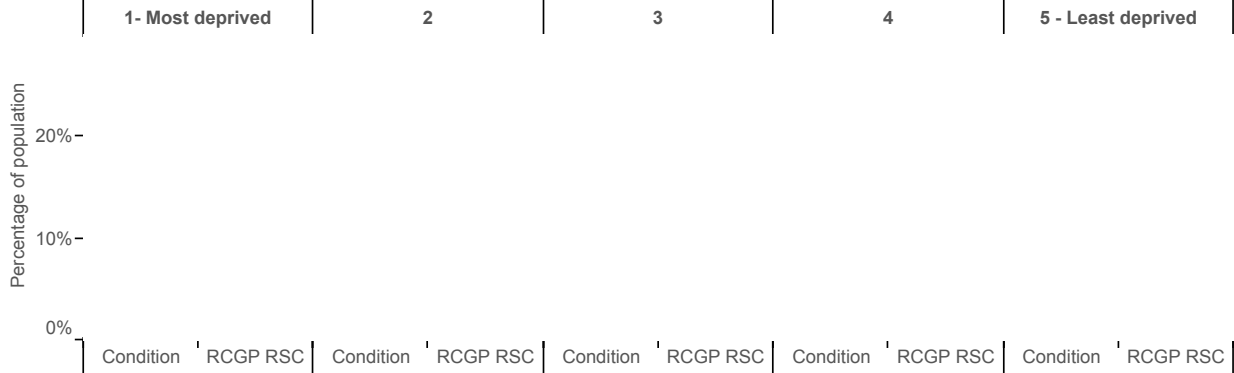 1- Most deprived 2 3 4 5 - Least deprived
Percentage of population
20%
10%
0%
Condition RCGP RSC Condition RCGP RSC Condition RCGP RSC Condition RCGP RSC Condition RCGP RSC